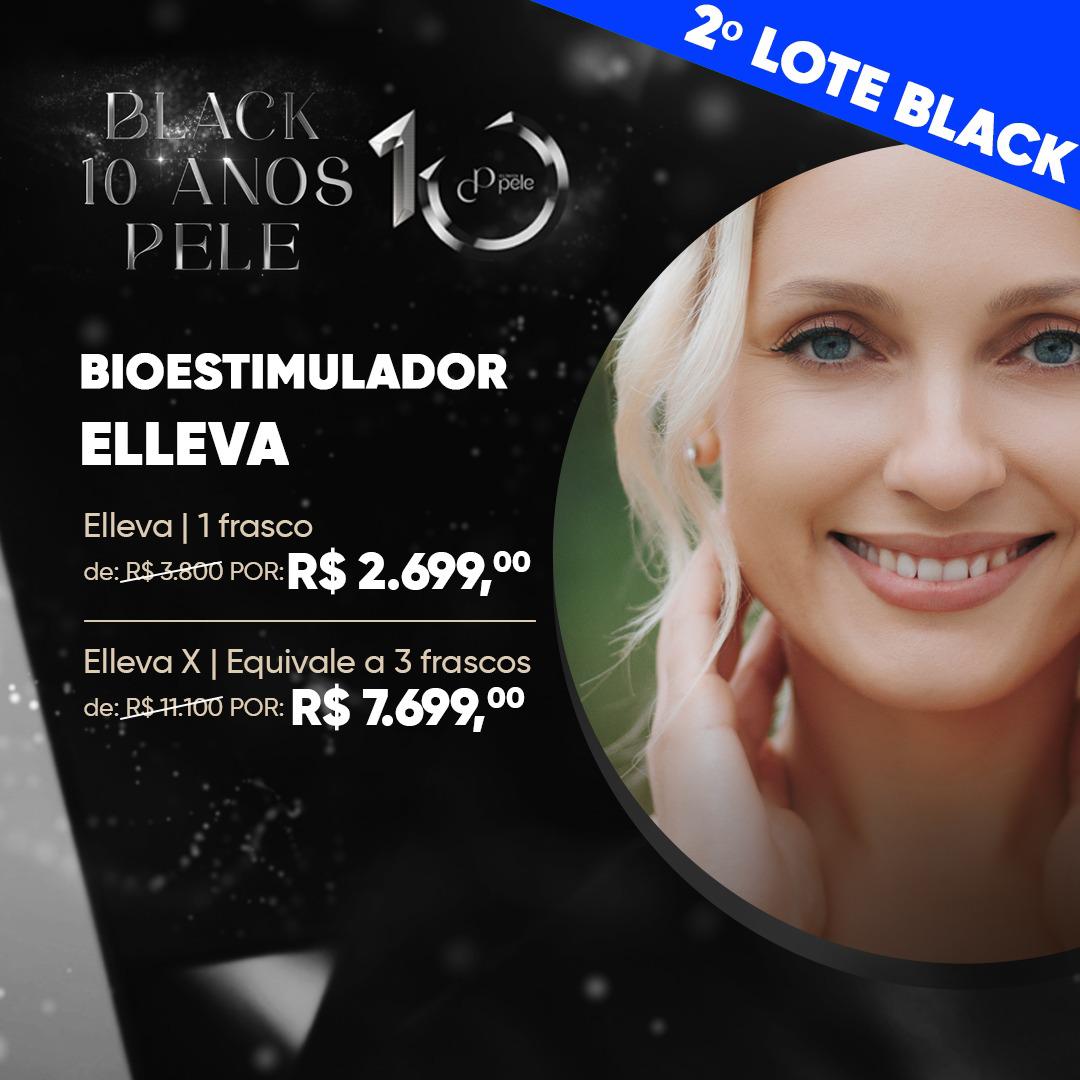 2º LOTE BLACK
BLACK
10 ANOS
PELE
10
pele
BIOESTIMULADOR
ELLEVA
Elleva | 1 frasco
de: R$ 3.800 POR: R$ 2.699,00
Elleva X | Equivale a 3 frascos
de: R$ 11.100 POR: R$ 7.699,00